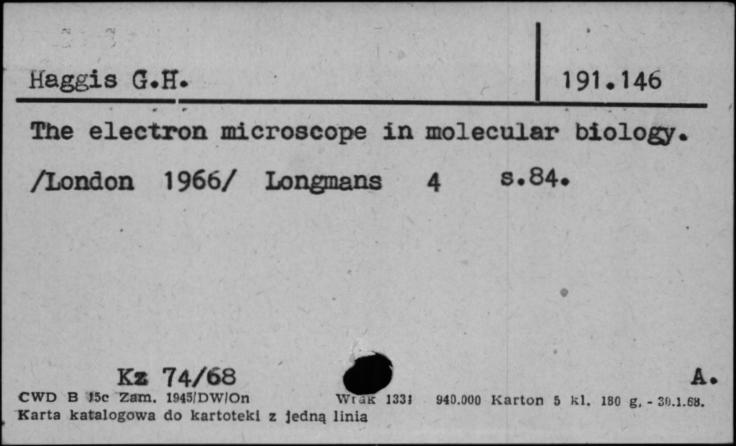 Haggis G.H. 191.146
The electron microscope in molecular biology.
/London 1966/ Longmans 4 s.84.
Kz 74/68 A.
CWD B 15c Zam. 1945/DW/On Wrak 1331 940.000 Karton 5 kl. 180 g. - 30.1.68.
Karta katalogowa do kartoteki z jedną linia